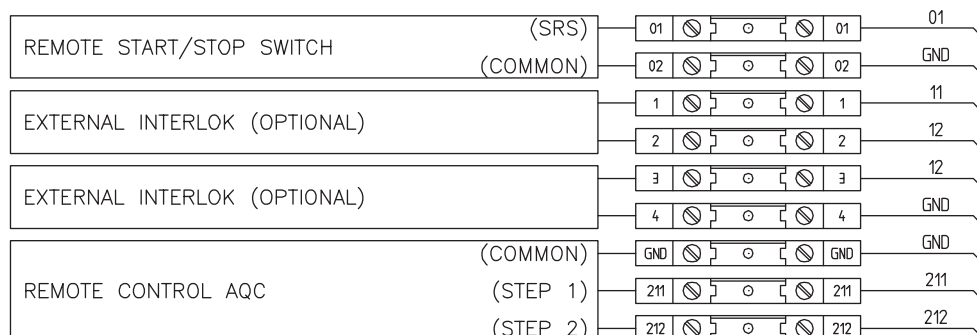 REMOTE START/STOP SWITCH (SRS) 01 01 01
(COMMON) 02 02 GND
EXTERNAL INTERLOK (OPTIONAL) 1 1 11
2 2 12
EXTERNAL INTERLOK (OPTIONAL) 3 3 12
4 4 GND
(COMMON) GND GND GND
REMOTE CONTROL AQC (STEP 1) 211 211 211
(STEP 2) 212 212 212